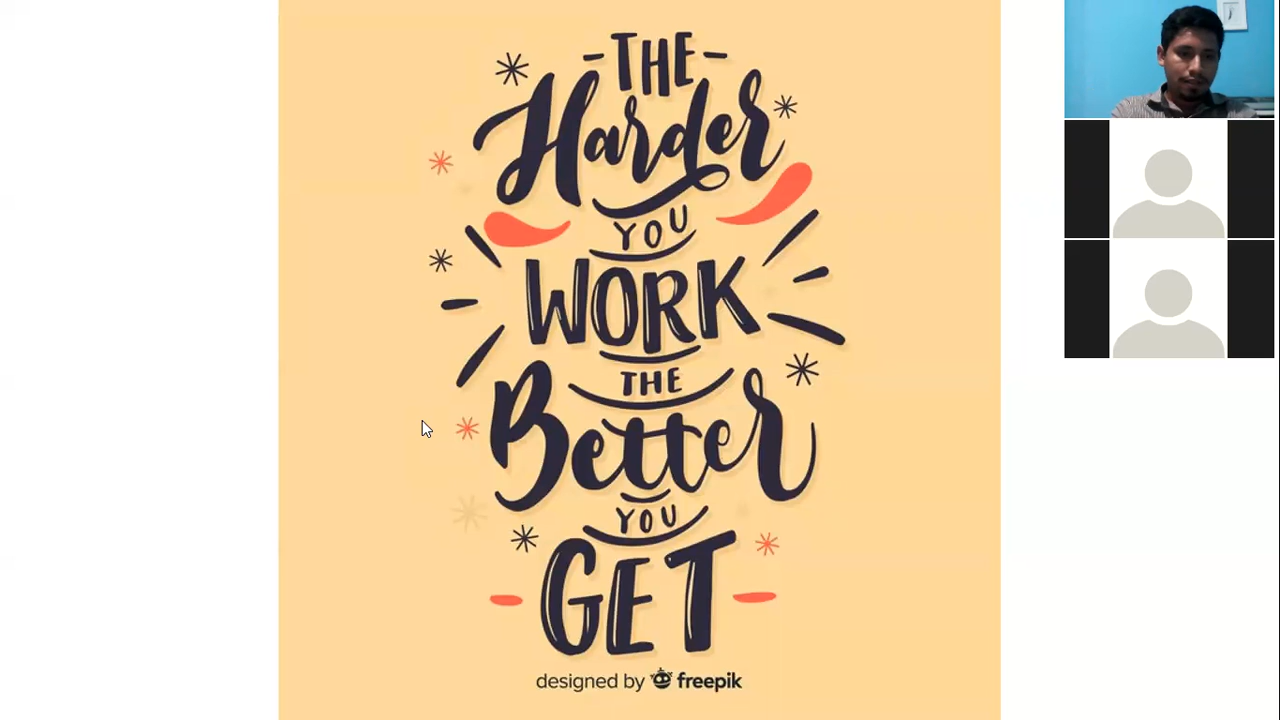 THE
Harder
YOU
WORK
THE
Better
YOU
GET
designed by freepik